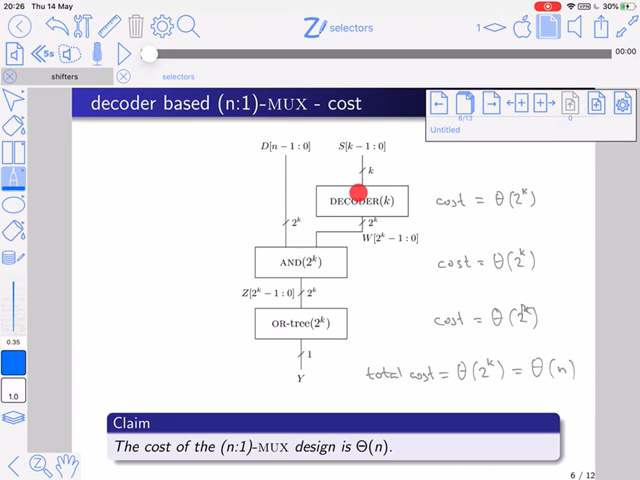 20:26 Thu 14 May
30%
selectors
1
5s
00:00
shifters
selectors
decoder based (n:1)-MUX - cost
6/13
0
Untitled
D[n − 1 : 0]
S[k − 1 : 0]
k
DECODER(k)
cost = Θ(2^k)
2^k
2^k
W[2^k − 1 : 0]
AND(2^k)
cost = Θ(2^k)
Z[2^k − 1 : 0]
2^k
OR-tree(2^k)
cost = Θ(2^k)
0.35
1
Y
total cost = Θ(2^k) = Θ(n)
1.0
Claim
The cost of the (n:1)-MUX design is Θ(n).
6 / 12